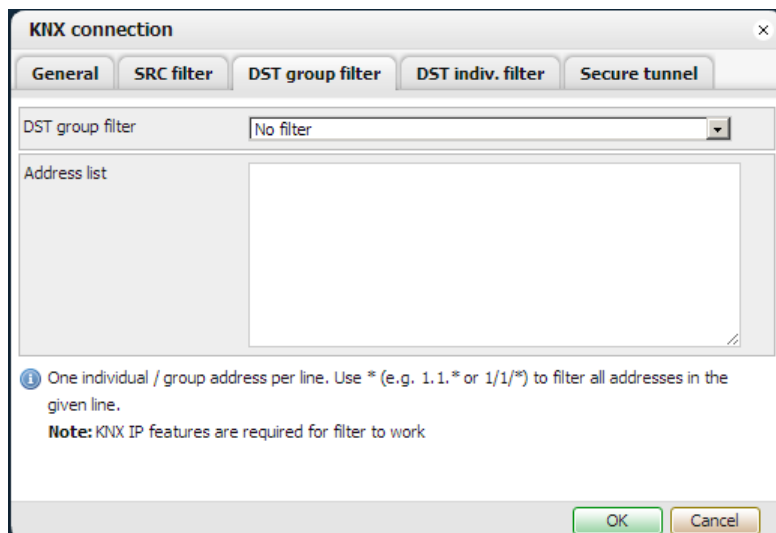 KNX connection
General SRC filter DST group filter DST indiv. filter Secure tunnel
DST group filter No filter
Address list
One individual / group address per line. Use * (e.g. 1.1.* or 1/1/*) to filter all addresses in the
given line.
Note: KNX IP features are required for filter to work
OK Cancel